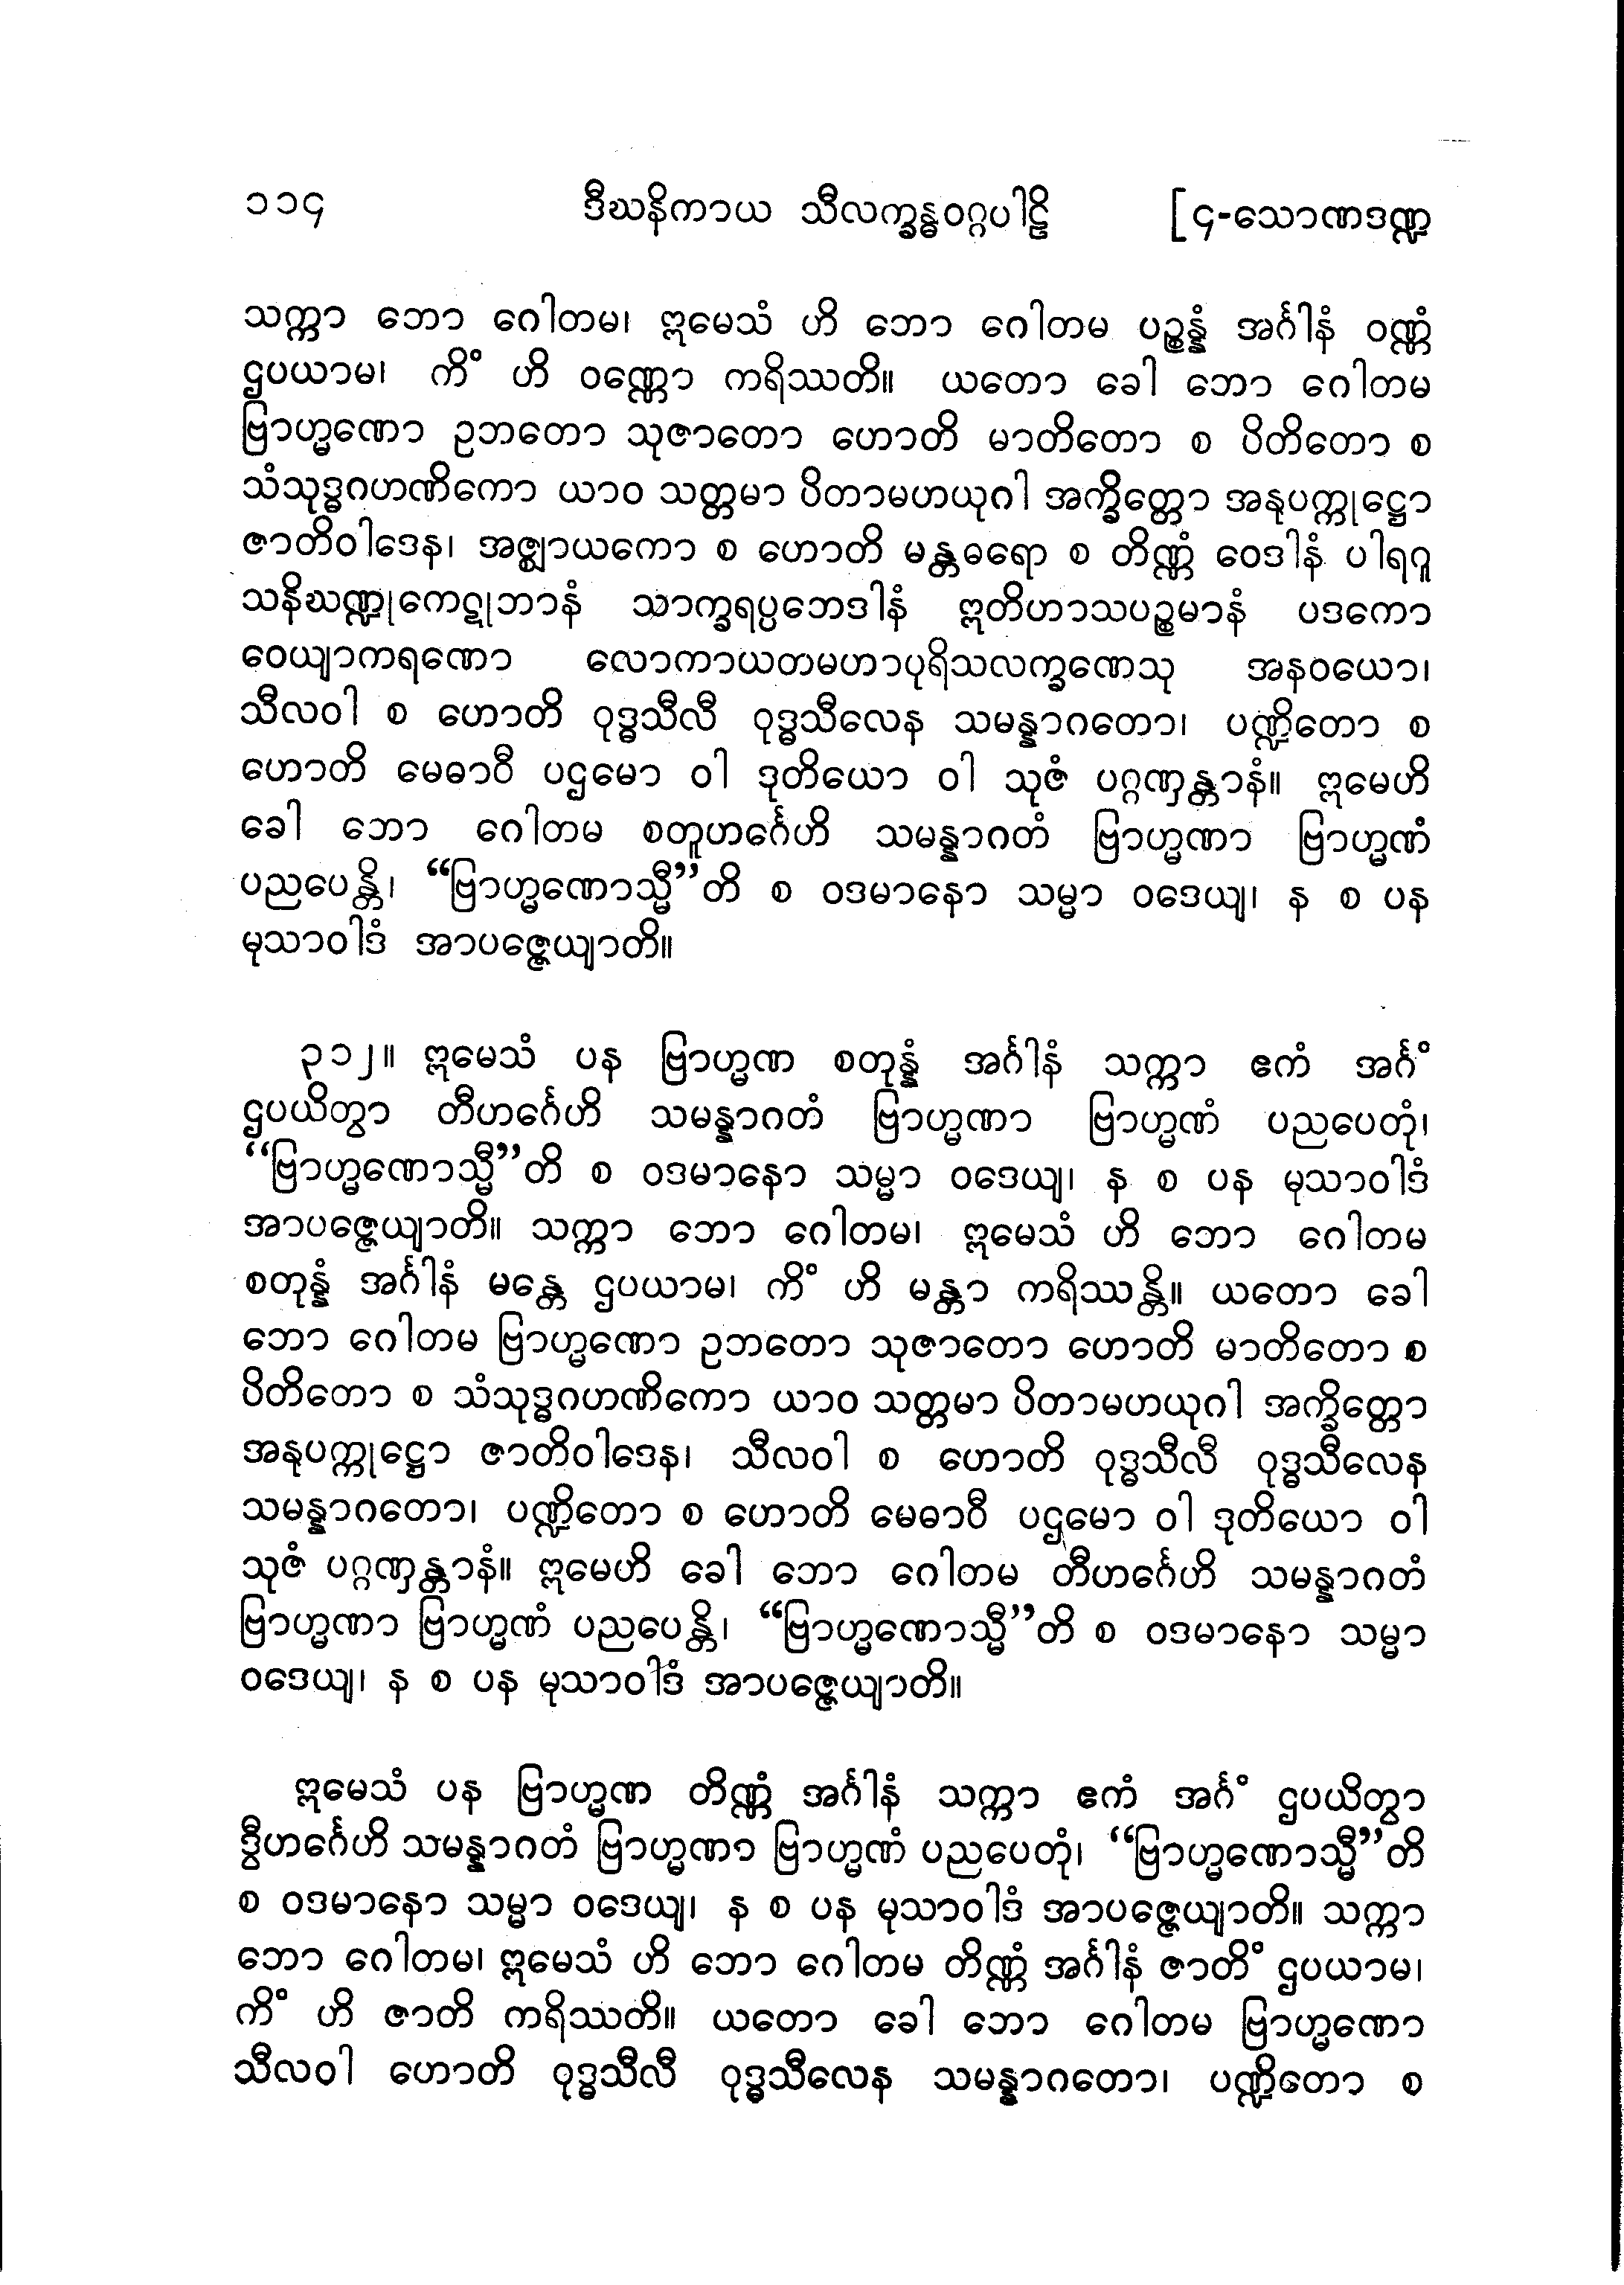 ၁၁၄ ဒီဃနိကာယ သီလက္ခန္ဓဝဂ္ဂပါဠိ [၄-သောဏဒဏ္ဍ
သက္ကာ ဘော ဂေါတမ၊ ဣမေသံ ဟိ ဘော ဂေါတမ ပဉ္စန္နံ အင်္ဂါနံ ဝဏ္ဏံ
ဌပယာမ၊ ကိံ ဟိ ဝဏ္ဏော ကရိဿတိ။ ယတော ခေါ ဘော ဂေါတမ
ဗြာဟ္မဏော ဥဘတော သုဇာတော ဟောတိ မာတိတော စ ပိတိတော စ
သံသုဒ္ဓဂဟဏိကော ယာဝ သတ္တမာ ပိတာမဟယုဂါ အက္ခိတ္တော အနုပက္ကုဋ္ဌော
ဇာတိဝါဒေန၊ အဇ္ဈာယကော စ ဟောတိ မန္တဓရော စ တိဏ္ဏံ ဝေဒါနံ ပါရဂူ
သနိဃဏ္ဍုကေဋုဘာနံ သာက္ခရပ္ပဘေဒါနံ ဣတိဟာသပဉ္စမာနံ ပဒကော
ဝေယျာကရဏော လောကာယတမဟာပုရိသလက္ခဏေသု အနဝယော၊
သီလဝါ စ ဟောတိ ဝုဒ္ဓသီလီ ဝုဒ္ဓသီလေန သမန္နာဂတော၊ ပဏ္ဍိတော စ
ဟောတိ မေဓာဝီ ပဌမော ဝါ ဒုတိယော ဝါ သုဇံ ပဂ္ဂဏှန္တာနံ။ ဣမေဟိ
ခေါ ဘော ဂေါတမ စတူဟင်္ဂေဟိ သမန္နာဂတံ ဗြာဟ္မဏာ ဗြာဟ္မဏံ
ပညပေန္တိ၊ “ဗြာဟ္မဏောသ္မီ”တိ စ ဝဒမာနော သမ္မာ ဝဒေယျ၊ န စ ပန
မုသာဝါဒံ အာပဇ္ဇေယျာတိ။
၃၁၂။ ဣမေသံ ပန ဗြာဟ္မဏ စတုန္နံ အင်္ဂါနံ သက္ကာ ဧကံ အင်္ဂံ
ဌပယိတွာ တီဟင်္ဂေဟိ သမန္နာဂတံ ဗြာဟ္မဏာ ဗြာဟ္မဏံ ပညပေတုံ၊
“ဗြာဟ္မဏောသ္မီ”တိ စ ဝဒမာနော သမ္မာ ဝဒေယျ၊ န စ ပန မုသာဝါဒံ
အာပဇ္ဇေယျာတိ။ သက္ကာ ဘော ဂေါတမ၊ ဣမေသံ ဟိ ဘော ဂေါတမ
စတုန္နံ အင်္ဂါနံ မန္တေ ဌပယာမ၊ ကိံ ဟိ မန္တာ ကရိဿန္တိ။ ယတော ခေါ
ဘော ဂေါတမ ဗြာဟ္မဏော ဥဘတော သုဇာတော ဟောတိ မာတိတော စ
ပိတိတော စ သံသုဒ္ဓဂဟဏိကော ယာဝ သတ္တမာ ပိတာမဟယုဂါ အက္ခိတ္တော
အနုပက္ကုဋ္ဌော ဇာတိဝါဒေန၊ သီလဝါ စ ဟောတိ ဝုဒ္ဓသီလီ ဝုဒ္ဓသီလေန
သမန္နာဂတော၊ ပဏ္ဍိတော စ ဟောတိ မေဓာဝီ ပဌမော ဝါ ဒုတိယော ဝါ
သုဇံ ပဂ္ဂဏှန္တာနံ။ ဣမေဟိ ခေါ ဘော ဂေါတမ တီဟင်္ဂေဟိ သမန္နာဂတံ
ဗြာဟ္မဏာ ဗြာဟ္မဏံ ပညပေန္တိ၊ “ဗြာဟ္မဏောသ္မီ”တိ စ ဝဒမာနော သမ္မာ
ဝဒေယျ၊ န စ ပန မုသာဝါဒံ အာပဇ္ဇေယျာတိ။
ဣမေသံ ပန ဗြာဟ္မဏ တိဏ္ဏံ အင်္ဂါနံ သက္ကာ ဧကံ အင်္ဂံ ဌပယိတွာ
ဒွီဟင်္ဂေဟိ သမန္နာဂတံ ဗြာဟ္မဏာ ဗြာဟ္မဏံ ပညပေတုံ၊ “ဗြာဟ္မဏောသ္မီ”တိ
စ ဝဒမာနော သမ္မာ ဝဒေယျ၊ န စ ပန မုသာဝါဒံ အာပဇ္ဇေယျာတိ။ သက္ကာ
ဘော ဂေါတမ၊ ဣမေသံ ဟိ ဘော ဂေါတမ တိဏ္ဏံ အင်္ဂါနံ ဇာတိံ ဌပယာမ၊
ကိံ ဟိ ဇာတိ ကရိဿတိ။ ယတော ခေါ ဘော ဂေါတမ ဗြာဟ္မဏော
သီလဝါ ဟောတိ ဝုဒ္ဓသီလီ ဝုဒ္ဓသီလေန သမန္နာဂတော၊ ပဏ္ဍိတော စ